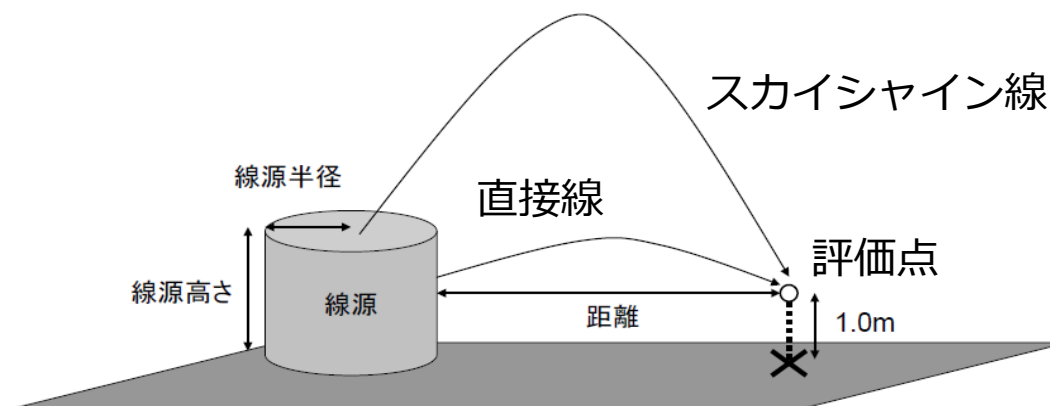 スカイシャイン線
線源半径
直接線
評価点
線源高さ
線源
距離
1.0m